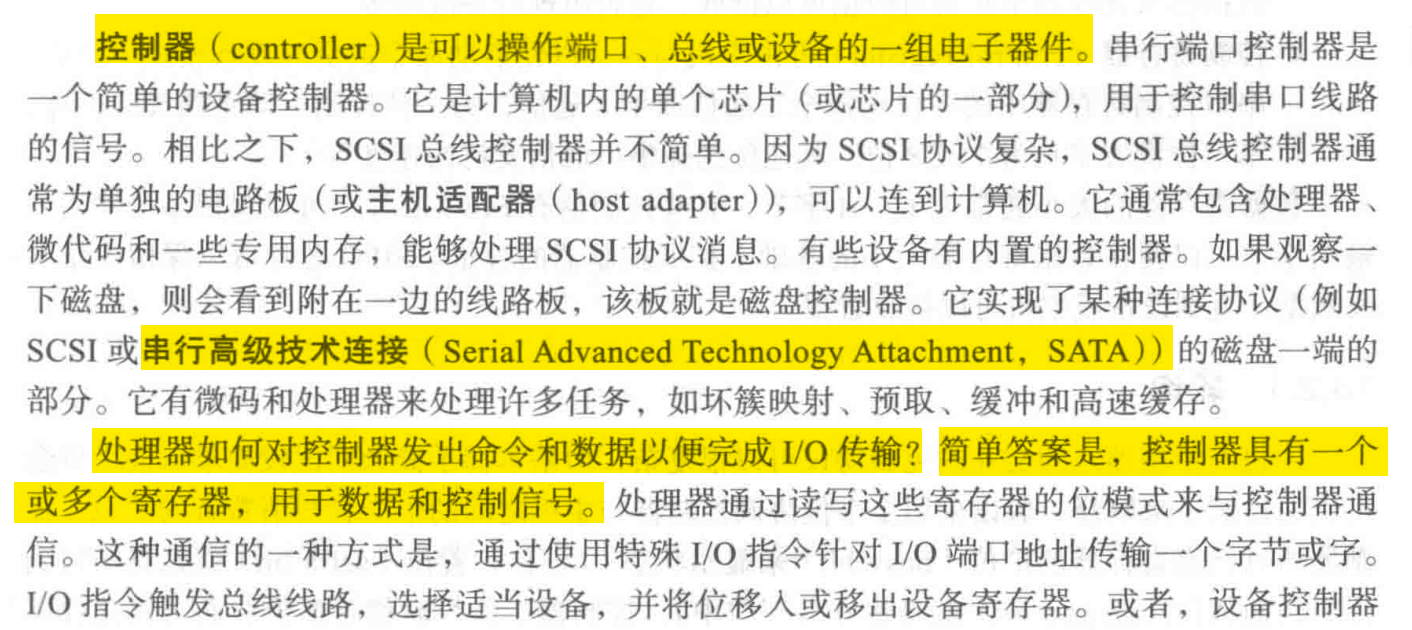 控制器（controller）是可以操作端口、总线或设备的一组电子器件。串行端口控制器是
一个简单的设备控制器。它是计算机内的单个芯片（或芯片的一部分），用于控制串口线路
的信号。相比之下，SCSI 总线控制器并不简单。因为 SCSI 协议复杂，SCSI 总线控制器通
常为单独的电路板（或主机适配器（host adapter）），可以连到计算机。它通常包含处理器、
微代码和一些专用内存，能够处理 SCSI 协议消息。有些设备有内置的控制器。如果观察一
下磁盘，则会看到附在一边的线路板，该板就是磁盘控制器。它实现了某种连接协议（例如
SCSI 或串行高级技术连接（Serial Advanced Technology Attachment，SATA））的磁盘一端的
部分。它有微码和处理器来处理许多任务，如坏簇映射、预取、缓冲和高速缓存。
处理器如何对控制器发出命令和数据以便完成 I/O 传输？简单答案是，控制器具有一个
或多个寄存器，用于数据和控制信号。处理器通过读写这些寄存器的位模式来与控制器通
信。这种通信的一种方式是，通过使用特殊 I/O 指令针对 I/O 端口地址传输一个字节或字。
I/O 指令触发总线线路，选择适当设备，并将位移入或移出设备寄存器。或者，设备控制器